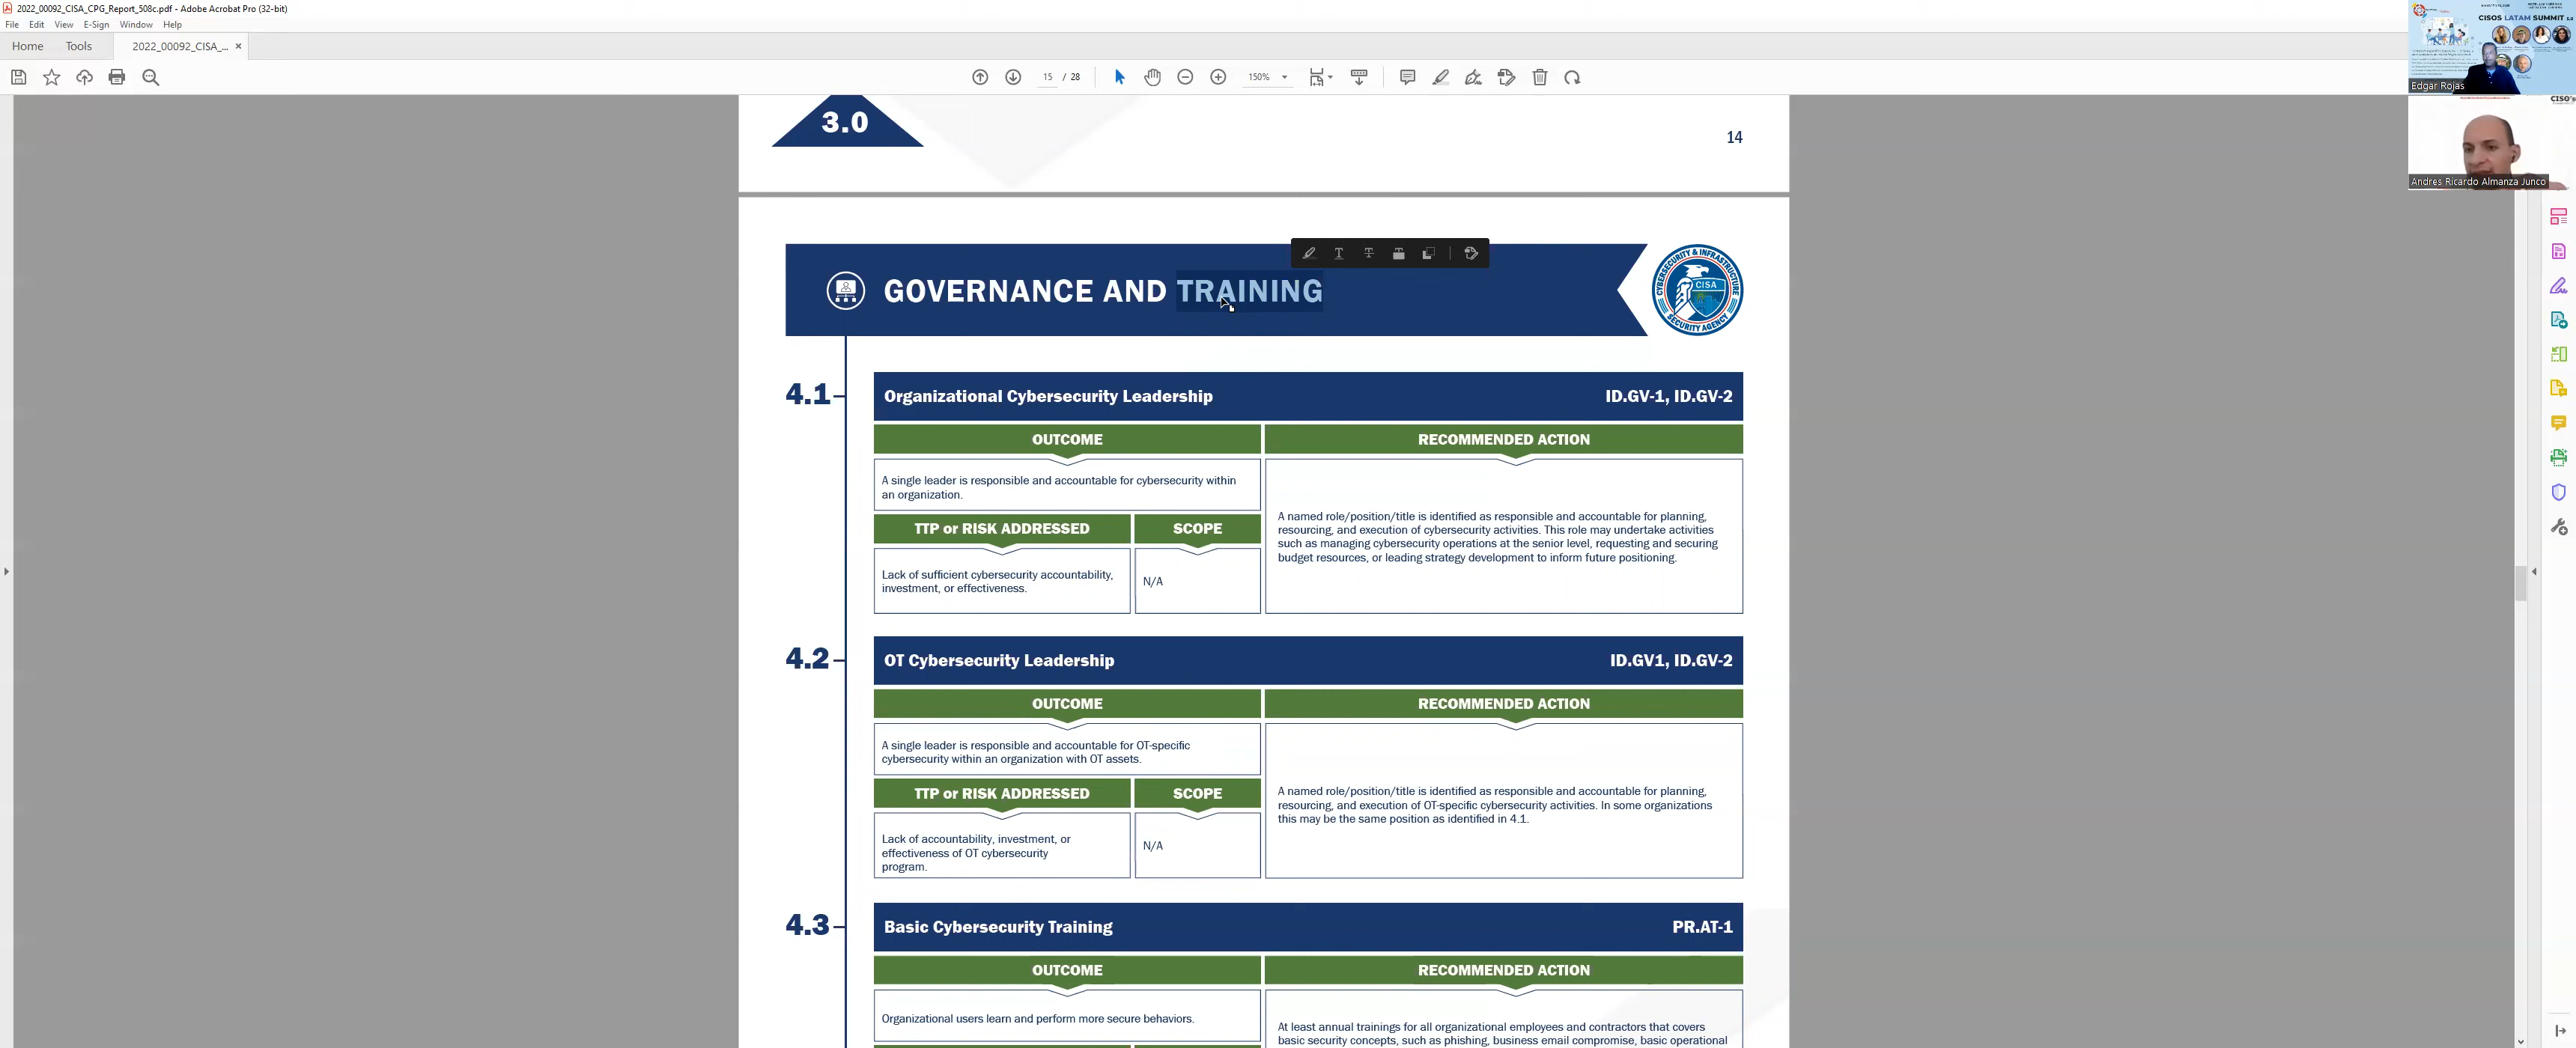 2022_00092_CISA_CPG_Report_508c.pdf - Adobe Acrobat Pro (32-bit)
File Edit View E-Sign Window Help
Home Tools 2022_00092_CISA_... ×
15 / 28 150%
CISOS LATAM SUMMIT
Edgar Rojas
CISO's
Andres Ricardo Almanza Junco
3.0
14
GOVERNANCE AND TRAINING
CYBERSECURITY & INFRASTRUCTURE
CISA
SECURITY AGENCY
4.1
Organizational Cybersecurity Leadership ID.GV-1, ID.GV-2
OUTCOME
A single leader is responsible and accountable for cybersecurity within
an organization.
TTP or RISK ADDRESSED
Lack of sufficient cybersecurity accountability,
investment, or effectiveness.
SCOPE
N/A
RECOMMENDED ACTION
A named role/position/title is identified as responsible and accountable for planning,
resourcing, and execution of cybersecurity activities. This role may undertake activities
such as managing cybersecurity operations at the senior level, requesting and securing
budget resources, or leading strategy development to inform future positioning.
4.2
OT Cybersecurity Leadership ID.GV1, ID.GV-2
OUTCOME
A single leader is responsible and accountable for OT-specific
cybersecurity within an organization with OT assets.
TTP or RISK ADDRESSED
Lack of accountability, investment, or
effectiveness of OT cybersecurity
program.
SCOPE
N/A
RECOMMENDED ACTION
A named role/position/title is identified as responsible and accountable for planning,
resourcing, and execution of OT-specific cybersecurity activities. In some organizations
this may be the same position as identified in 4.1.
4.3
Basic Cybersecurity Training PR.AT-1
OUTCOME
Organizational users learn and perform more secure behaviors.
RECOMMENDED ACTION
At least annual trainings for all organizational employees and contractors that covers
basic security concepts, such as phishing, business email compromise, basic operational